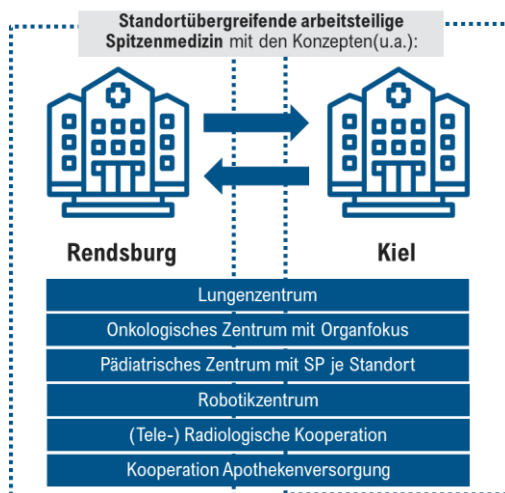 Standortübergreifende arbeitsteilige
Spitzenmedizin mit den Konzepten(u.a.):
Rendsburg
Kiel
Lungenzentrum
Onkologisches Zentrum mit Organfokus
Pädiatrisches Zentrum mit SP je Standort
Robotikzentrum
(Tele-) Radiologische Kooperation
Kooperation Apothekenversorgung